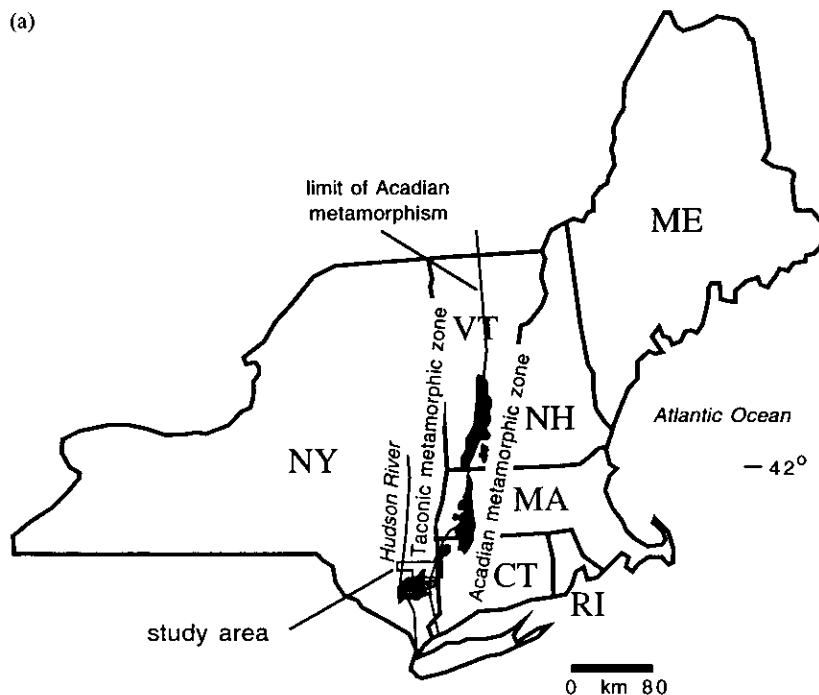 (a)
limit of Acadian
metamorphism
ME
VT
Taconic metamorphic zone
Acadian metamorphic zone
NH
Atlantic Ocean
NY
Hudson River
– 42°
MA
CT
RI
study area
0 km 80